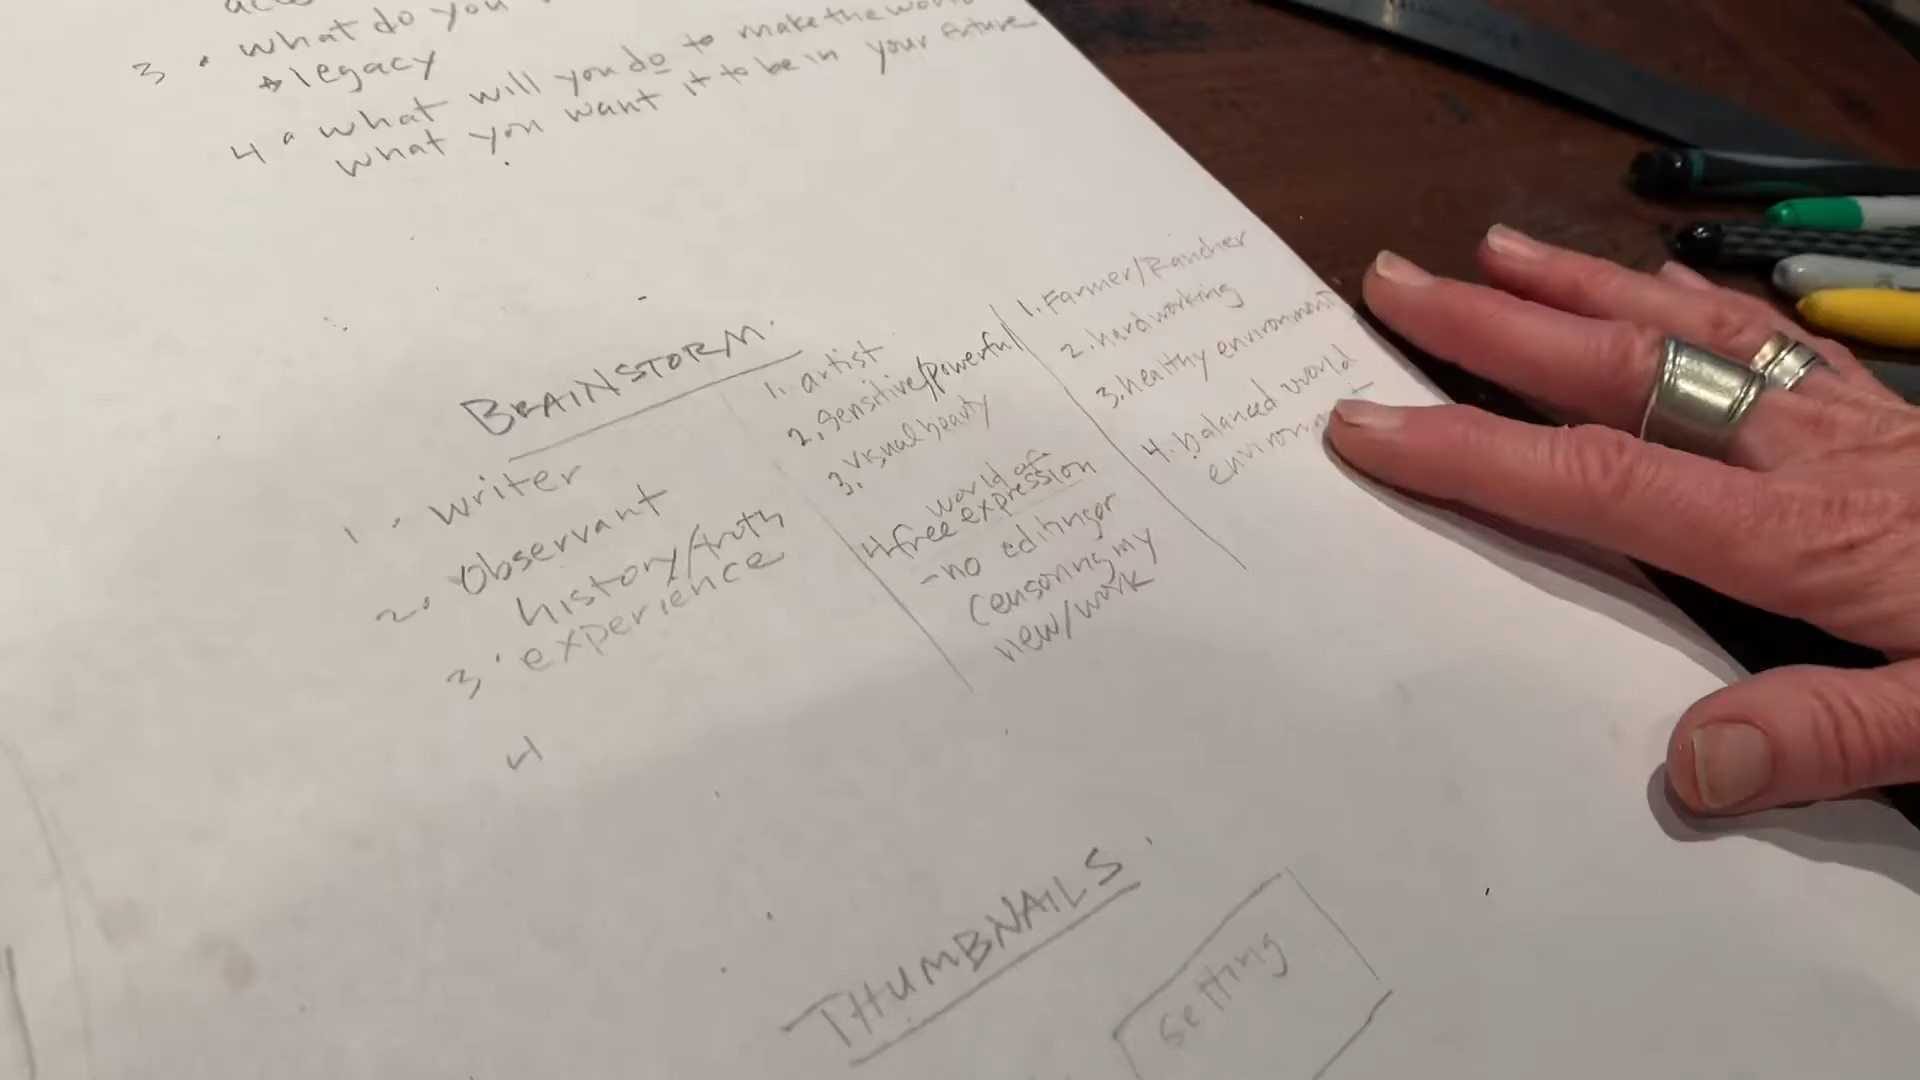 3. what do you
* legacy
4. what will you do to make the world
what you want it to be in your future
BRAINSTORM.
1. writer
2. Observant
history/truth
3. experience
4
1. artist
2. Sensitive/powerful
3. Visual beauty
world of
4. free expression
- no editing or
censoring my
1. Farmer/Rancher
2. hardworking
3. healthy environment
4. balanced world
THUMBNAILS.
setting